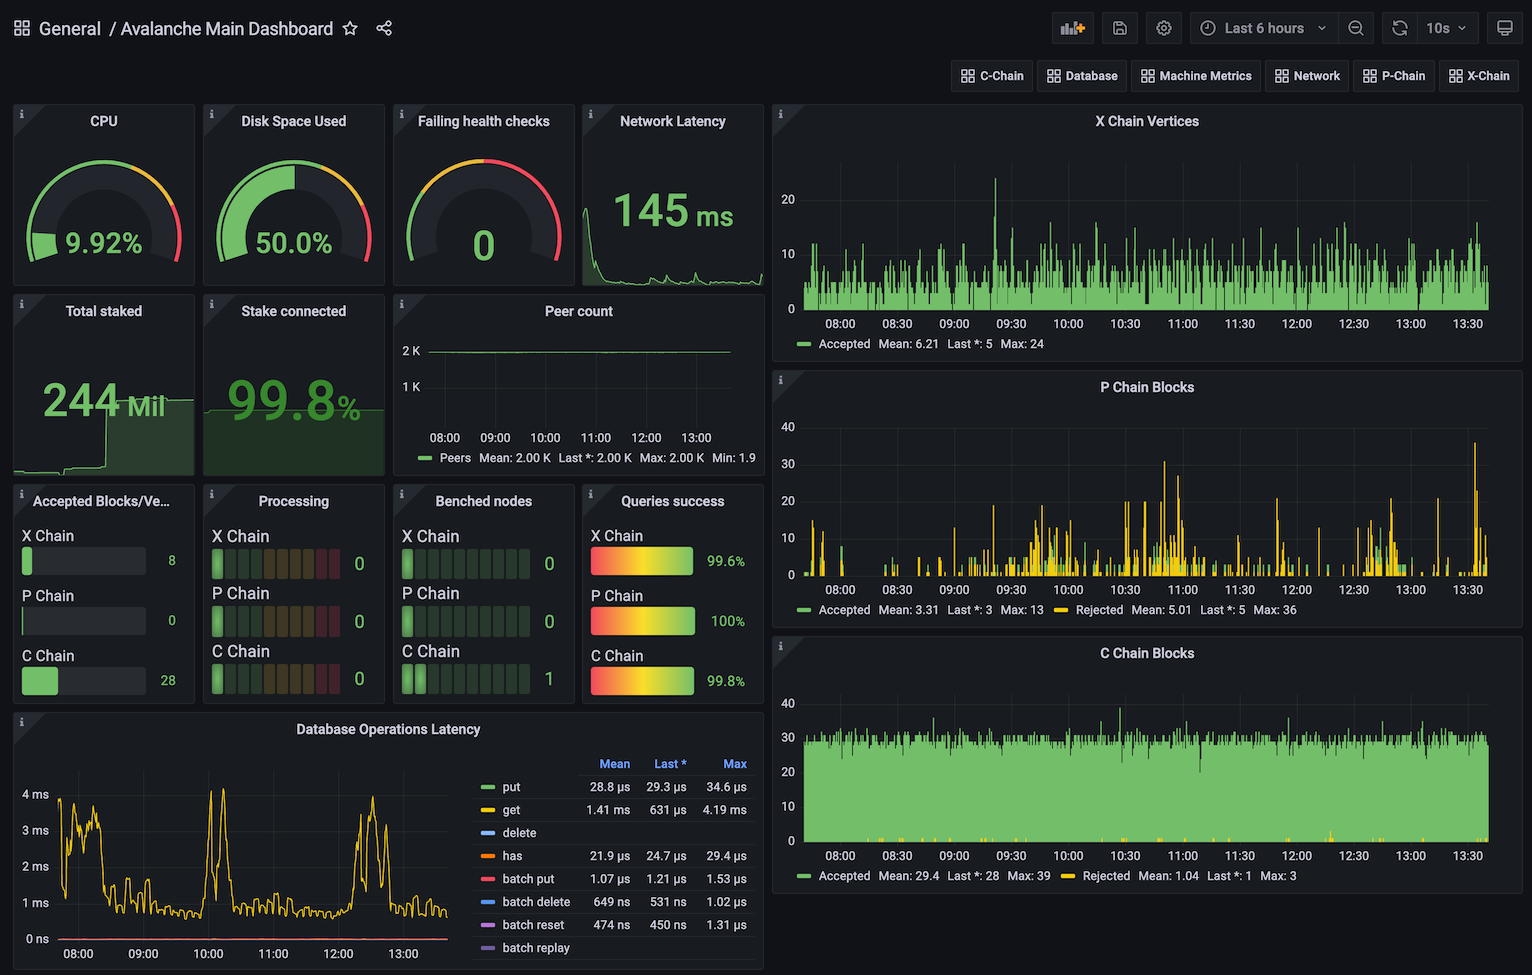 General / Avalanche Main Dashboard
Last 6 hours
10s
C-Chain
Database
Machine Metrics
Network
P-Chain
X-Chain
CPU
9.92%
Disk Space Used
50.0%
Failing health checks
0
Network Latency
145 ms
Total staked
244 Mil
Stake connected
99.8%
Peer count
2 K
1 K
08:00 09:00 10:00 11:00 12:00 13:00
Peers Mean: 2.00 K Last *: 2.00 K Max: 2.00 K Min: 1.9
Accepted Blocks/Ve...
X Chain
8
P Chain
0
C Chain
28
Processing
X Chain
0
P Chain
0
C Chain
0
Benched nodes
X Chain
0
P Chain
0
C Chain
1
Queries success
X Chain
99.6%
P Chain
100%
C Chain
99.8%
Database Operations Latency
4 ms
3 ms
2 ms
1 ms
0 ns
08:00 09:00 10:00 11:00 12:00 13:00
Mean Last * Max
put 28.8 µs 29.3 µs 34.6 µs
get 1.41 ms 631 µs 4.19 ms
delete
has 21.9 µs 24.7 µs 29.4 µs
batch put 1.07 µs 1.21 µs 1.53 µs
batch delete 649 ns 531 ns 1.02 µs
batch reset 474 ns 450 ns 1.31 µs
batch replay
X Chain Vertices
20
10
0
08:00 08:30 09:00 09:30 10:00 10:30 11:00 11:30 12:00 12:30 13:00 13:30
Accepted Mean: 6.21 Last *: 5 Max: 24
P Chain Blocks
40
30
20
10
0
08:00 08:30 09:00 09:30 10:00 10:30 11:00 11:30 12:00 12:30 13:00 13:30
Accepted Mean: 3.31 Last *: 3 Max: 13 Rejected Mean: 5.01 Last *: 5 Max: 36
C Chain Blocks
40
30
20
10
0
08:00 08:30 09:00 09:30 10:00 10:30 11:00 11:30 12:00 12:30 13:00 13:30
Accepted Mean: 29.4 Last *: 28 Max: 39 Rejected Mean: 1.04 Last *: 1 Max: 3